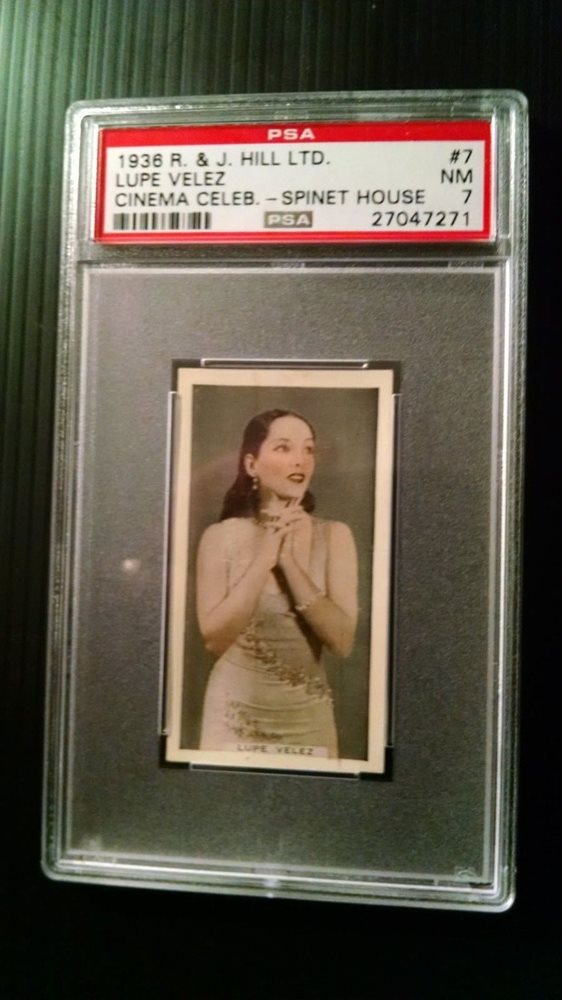 PSA
1936 R. & J. HILL LTD. #7
LUPE VELEZ NM
CINEMA CELEB. - SPINET HOUSE 7
PSA 27047271
LUPE VELEZ